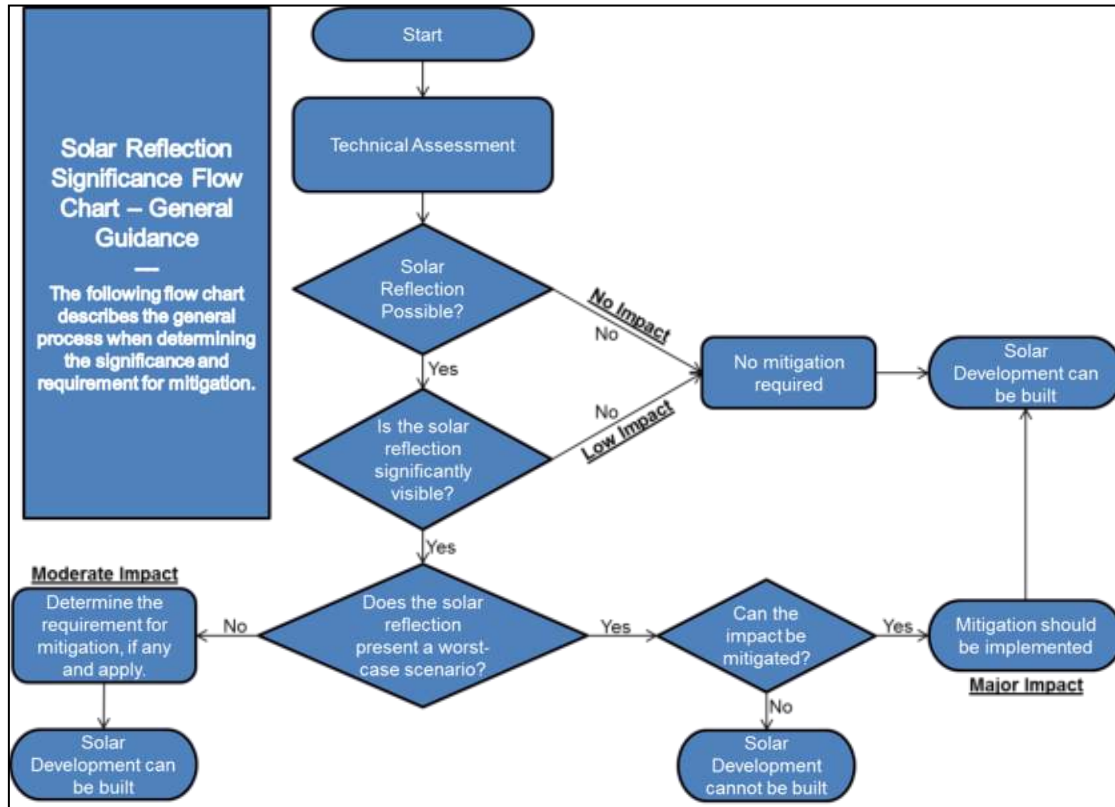 Solar Reflection
Significance Flow
Chart – General
Guidance
—
The following flow chart
describes the general
process when determining
the significance and
requirement for mitigation.
Start
Technical Assessment
Solar
Reflection
Possible?
No Impact
No
Yes
No mitigation
required
Solar
Development can
be built
Is the solar
reflection
significantly
visible?
No
Low Impact
Yes
Moderate Impact
Determine the
requirement for
mitigation, if any
and apply.
No
Does the solar
reflection
present a worst-
case scenario?
Yes
Can the
impact be
mitigated?
Yes
Mitigation should
be implemented
Major Impact
No
Solar
Development can
be built
Solar
Development
cannot be built